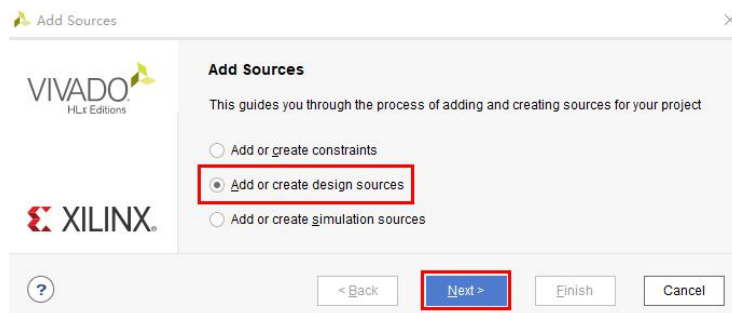 Add Sources
VIVADO.
HLx Editions
Add Sources
This guides you through the process of adding and creating sources for your project
Add or create constraints
Add or create design sources
Add or create simulation sources
XILINX.
?
< Back
Next >
Finish
Cancel